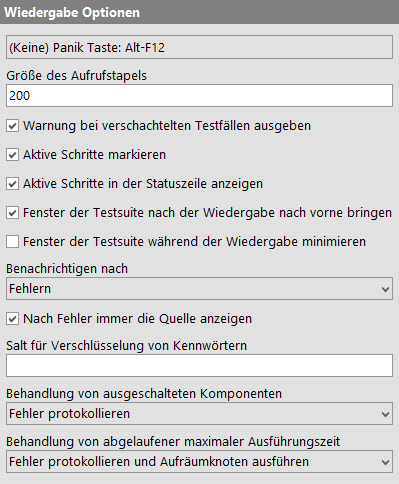 Wiedergabe Optionen
(Keine) Panik Taste: Alt-F12
Größe des Aufrufstapels
200
Warnung bei verschachtelten Testfällen ausgeben
Aktive Schritte markieren
Aktive Schritte in der Statuszeile anzeigen
Fenster der Testsuite nach der Wiedergabe nach vorne bringen
Fenster der Testsuite während der Wiedergabe minimieren
Benachrichtigen nach
Fehlern
Nach Fehler immer die Quelle anzeigen
Salt für Verschlüsselung von Kennwörtern
Behandlung von ausgeschalteten Komponenten
Fehler protokollieren
Behandlung von abgelaufener maximaler Ausführungszeit
Fehler protokollieren und Aufräumknoten ausführen